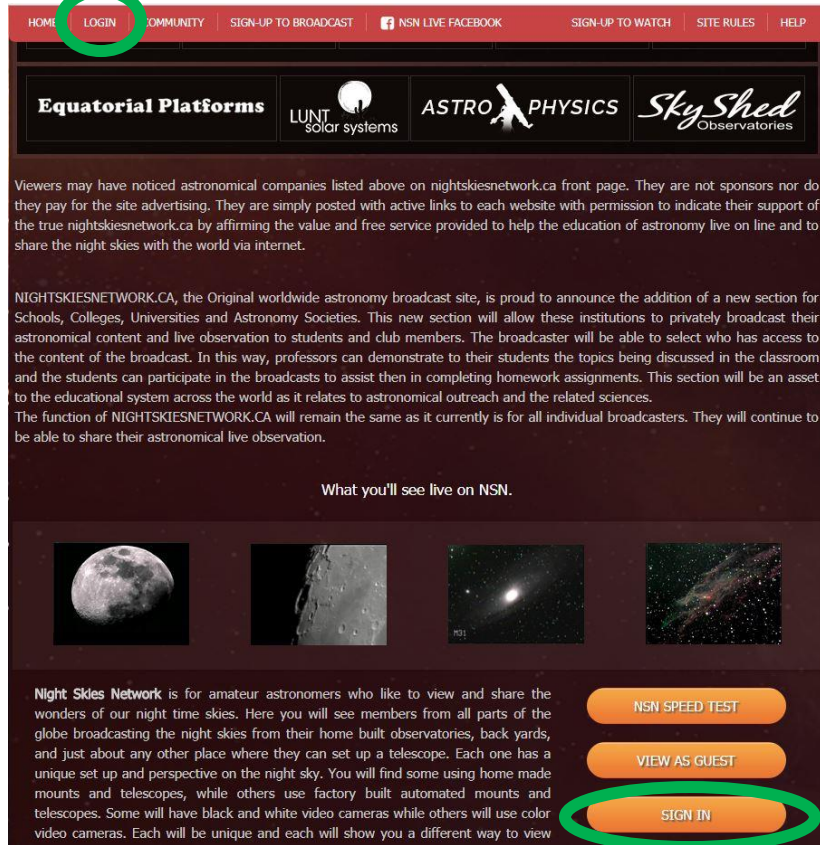 HOME LOGIN COMMUNITY SIGN-UP TO BROADCAST NSN LIVE FACEBOOK SIGN-UP TO WATCH SITE RULES HELP
Equatorial Platforms
LUNT
solar systems
ASTRO PHYSICS
SkyShed
Observatories
Viewers may have noticed astronomical companies listed above on nightskiesnetwork.ca front page. They are not sponsors nor do
they pay for the site advertising. They are simply posted with active links to each website with permission to indicate their support of
the true nightskiesnetwork.ca by affirming the value and free service provided to help the education of astronomy live on line and to
share the night skies with the world via internet.
NIGHTSKIESNETWORK.CA, the Original worldwide astronomy broadcast site, is proud to announce the addition of a new section for
Schools, Colleges, Universities and Astronomy Societies. This new section will allow these institutions to privately broadcast their
astronomical content and live observation to students and club members. The broadcaster will be able to select who has access to
the content of the broadcast. In this way, professors can demonstrate to their students the topics being discussed in the classroom
and the students can participate in the broadcasts to assist then in completing homework assignments. This section will be an asset
to the educational system across the world as it relates to astronomical outreach and the related sciences.
The function of NIGHTSKIESNETWORK.CA will remain the same as it currently is for all individual broadcasters. They will continue to
be able to share their astronomical live observation.
What you'll see live on NSN.
M31
Night Skies Network is for amateur astronomers who like to view and share the
wonders of our night time skies. Here you will see members from all parts of the
globe broadcasting the night skies from their home built observatories, back yards,
and just about any other place where they can set up a telescope. Each one has a
unique set up and perspective on the night sky. You will find some using home made
mounts and telescopes, while others use factory built automated mounts and
telescopes. Some will have black and white video cameras while others will use color
video cameras. Each will be unique and each will show you a different way to view
NSN SPEED TEST
VIEW AS GUEST
SIGN IN